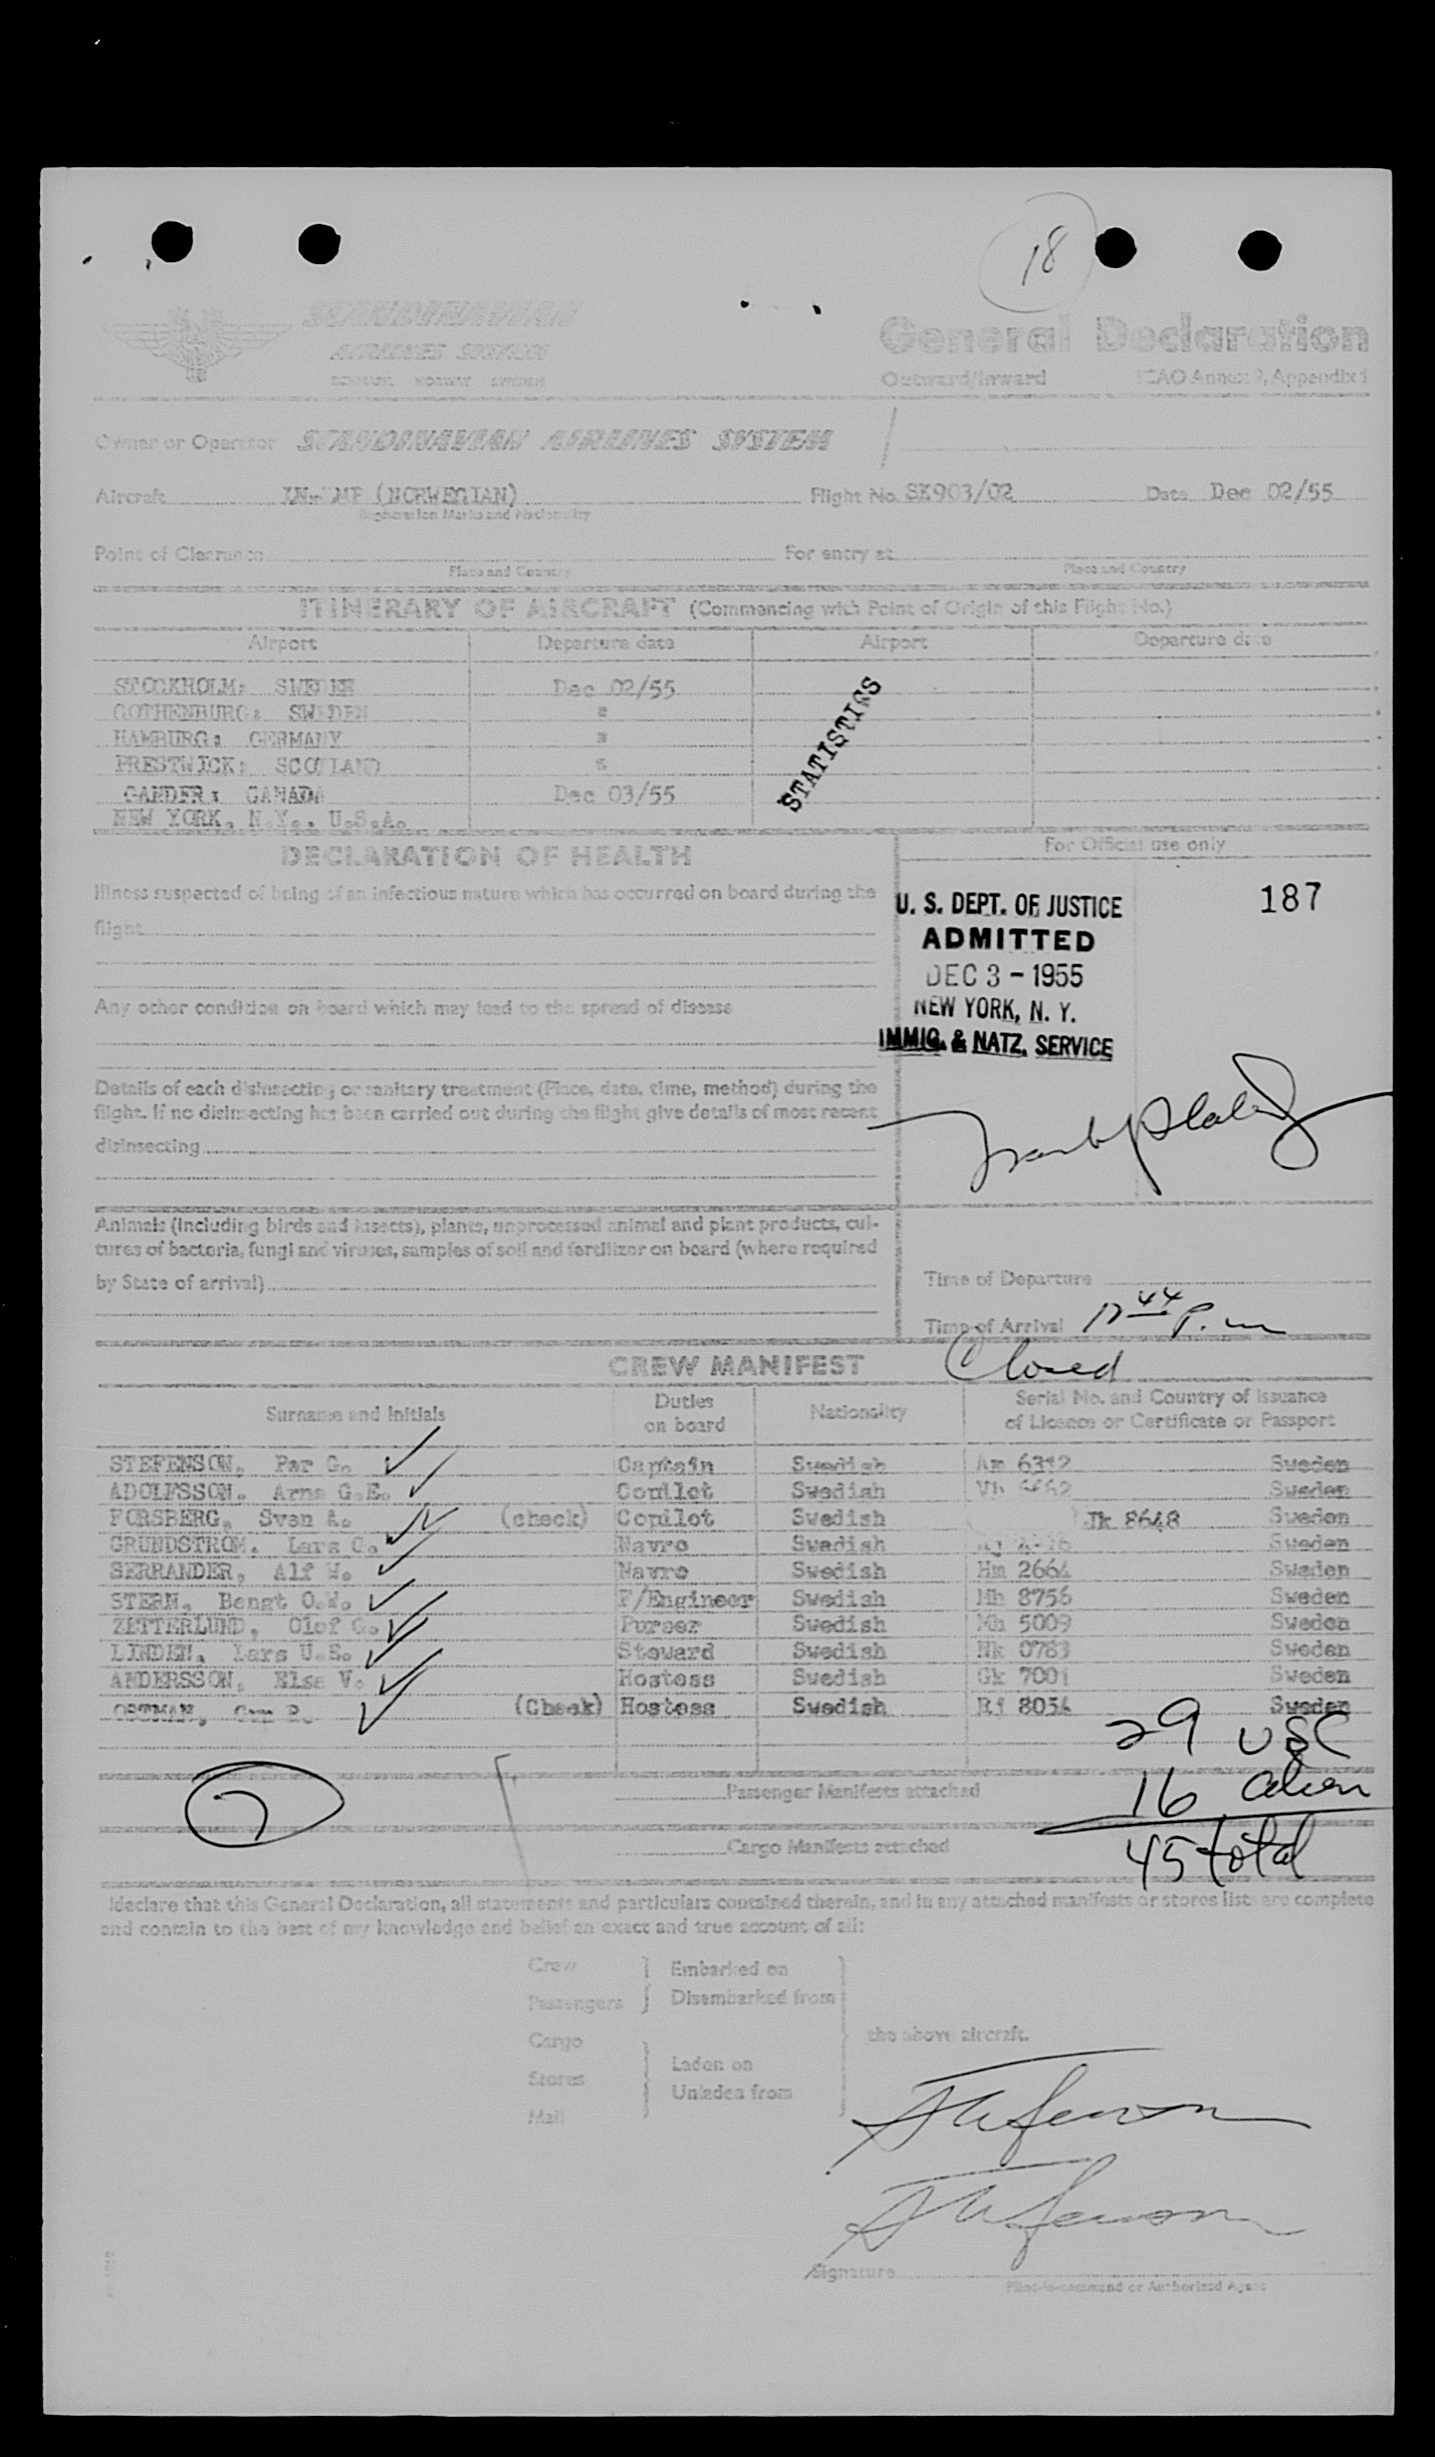 18
SCANDINAVIAN
AIRLINES SYSTEM
DENMARK NORWAY SWEDEN
General Declaration
Outward/Inward ICAO Annex 9, Appendix 1
Owner or Operator SCANDINAVIAN AIRLINES SYSTEM
Aircraft (NORWEGIAN) Flight No. SK903/02 Date Dec 02/55
Registration Marks and Nationality
Point of Clearance For entry at
Place and Country Place and Country
ITINERARY OF AIRCRAFT (Commencing with Point of Origin of this Flight No.)
Airport Departure date Airport Departure date
STOCKHOLM: SWEDEN Dec 02/55
GOTHENBURG: SWEDEN "
HAMBURG: GERMANY "
PRESTWICK: SCOTLAND "
GANDER: CANADA Dec 03/55
NEW YORK, N.Y., U.S.A.
STATISTICS
DECLARATION OF HEALTH
For Official use only
Illness suspected of being of an infectious nature which has occurred on board during the
flight
U. S. DEPT. OF JUSTICE
ADMITTED
DEC 3 - 1955
NEW YORK, N. Y.
IMMIG. & NATZ. SERVICE
187
Any other condition on board which may lead to the spread of disease
Details of each disinsecting or sanitary treatment (Place, date, time, method) during the
flight. If no disinsecting has been carried out during the flight give details of most recent
disinsecting
Animals (including birds and insects), plants, unprocessed animal and plant products, cul-
tures of bacteria, fungi and viruses, samples of soil and fertilizer on board (where required
by State of arrival)
Time of Departure
Time of Arrival 12 44 P.m
Closed
CREW MANIFEST
Surname and Initials Duties on board Nationality Serial No. and Country of Issuance
of Licence or Certificate or Passport
STEFENSON, Par G. Captain Swedish Am 6312 Sweden
ADOLFSSON, Arne G.E. Copilot Swedish Sweden
FORSBERG, Sven A. (check) Copilot Swedish Jk 8648 Sweden
GRUNDSTROM, Lars O. Navro Swedish Sweden
SERRANDER, Alf W. Navro Swedish Hm 2664 Sweden
STERN, Bengt O.W. F/Engineer Swedish Mh 8756 Sweden
ZETTERLUND, Olof G. Purser Swedish Mh 5009 Sweden
LINDEN, Lars U.S. Steward Swedish Nk 0783 Sweden
ANDERSSON, Elsa V. Hostess Swedish Gk 7001 Sweden
OSTMAN, (Check) Hostess Swedish Rj 8034 Sweden
29 USC
16 alien
45 total
Passenger Manifests attached
Cargo Manifests attached
I declare that this General Declaration, all statements and particulars contained therein, and in any attached manifests or stores lists are complete
and contain to the best of my knowledge and belief an exact and true account of all:
Crew Embarked on
Passengers Disembarked from
Cargo the above aircraft.
Stores Laden on
Mail Unladen from
Signature
Pilot-in-command or Authorized Agent